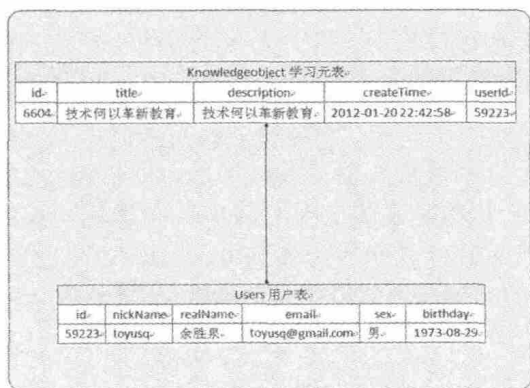 Knowledgeobject 学习元表
id title description createTime userId
6604 技术何以革新教育 技术何以革新教育 2012-01-20 22:42:58 59223
Users 用户表
id nickName realName email sex birthday
59223 toyusq 余胜泉 toyusq@gmail.com 男 1973-08-29